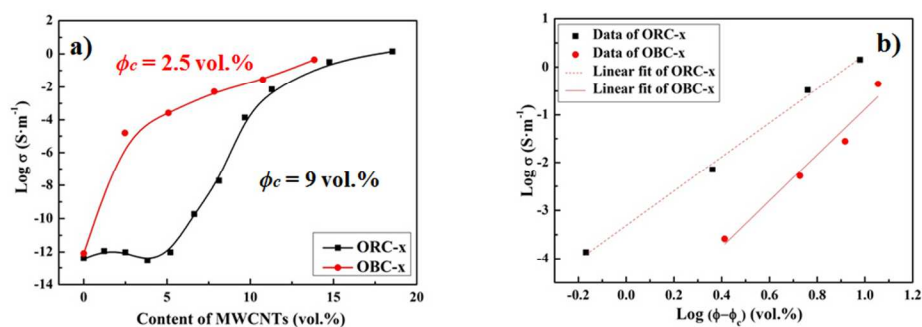 a)
ϕc = 2.5 vol.%
ϕc = 9 vol.%
ORC-x
OBC-x
Log σ (S·m⁻¹)
2
0
-2
-4
-6
-8
-10
-12
-14
0 5 10 15 20
Content of MWCNTs (vol.%)
b)
Data of ORC-x
Data of OBC-x
Linear fit of ORC-x
Linear fit of OBC-x
Log σ (S·m⁻¹)
1
0
-1
-2
-3
-4
-0.2 0.0 0.2 0.4 0.6 0.8 1.0 1.2
Log (ϕ−ϕc) (vol.%)